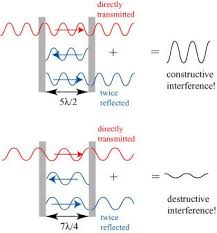 directly
transmitted
+
=
constructive
interference!
5λ/2
twice
reflected
directly
transmitted
+
=
destructive
interference!
7λ/4
twice
reflected